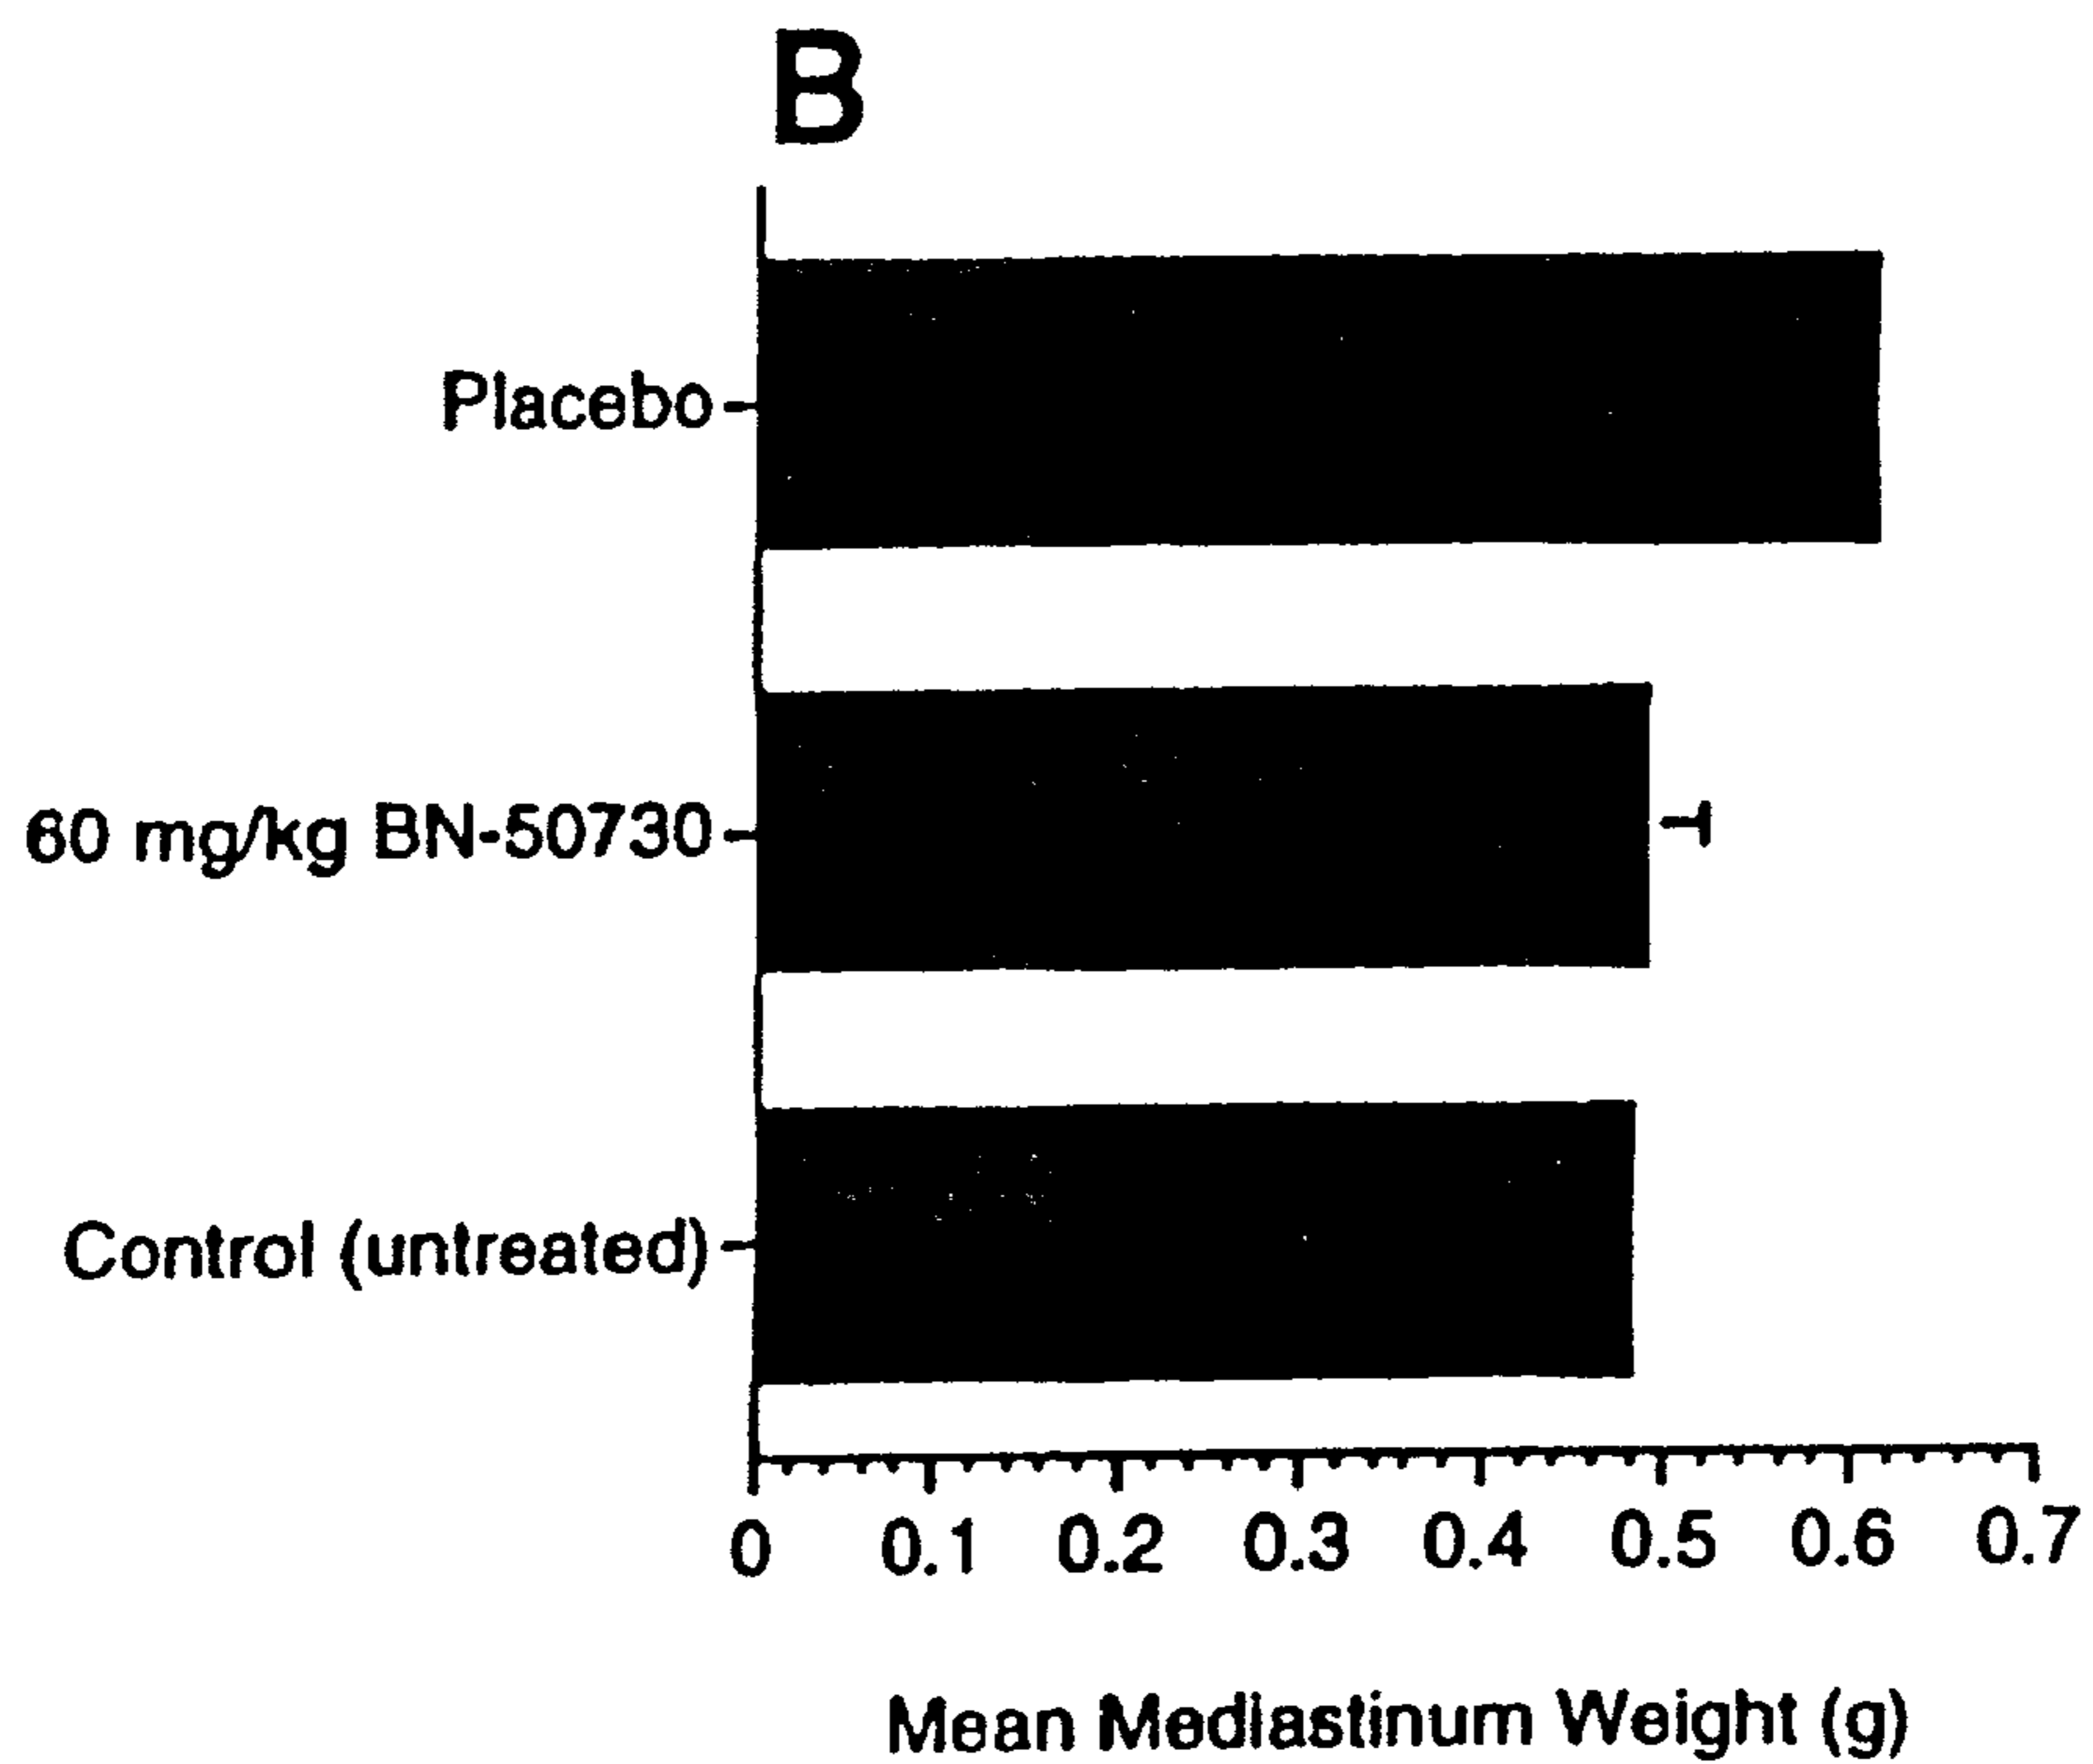 B
Placebo
60 mg/kg BN-50730
Control (untreated)
0 0.1 0.2 0.3 0.4 0.5 0.6 0.7
Mean Mediastinum Weight (g)